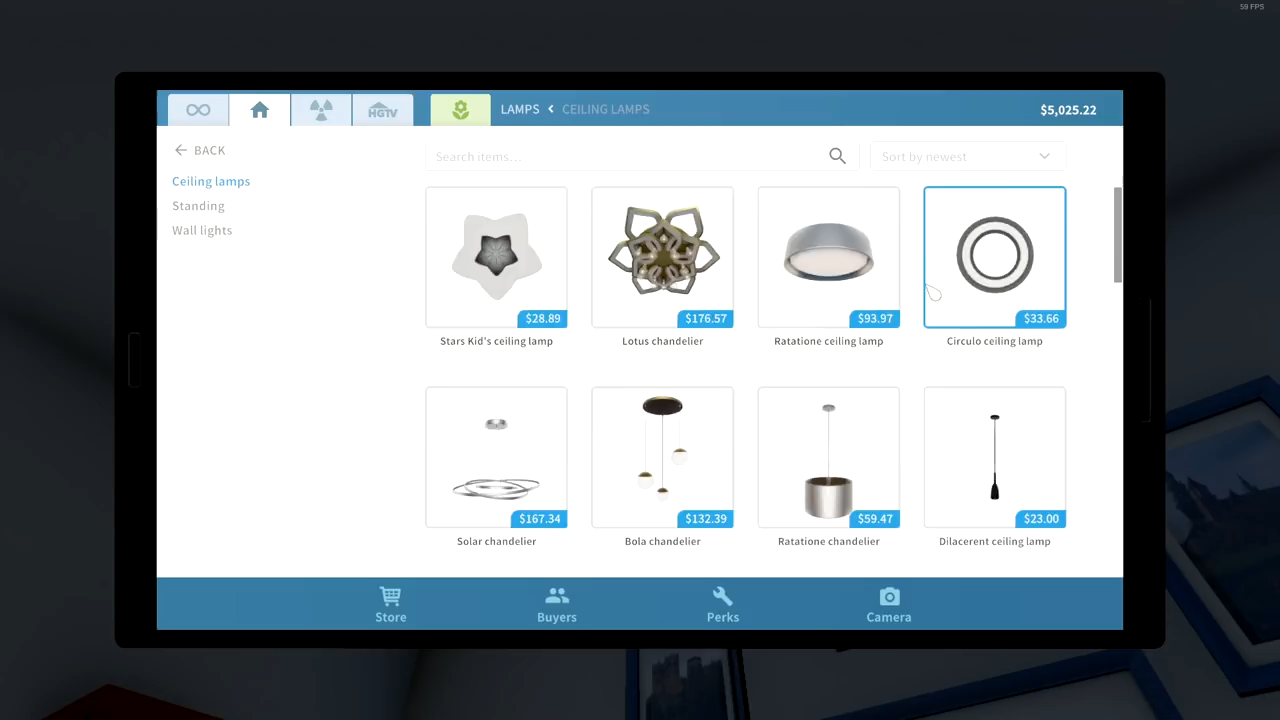 59 FPS
HGTV
LAMPS < CEILING LAMPS
$5,025.22
BACK
Search items...
Sort by newest
Ceiling lamps
Standing
Wall lights
$28.89
$176.57
$93.97
$33.66
Stars Kid's ceiling lamp
Lotus chandelier
Ratatione ceiling lamp
Circulo ceiling lamp
$167.34
$132.39
$59.47
$23.00
Solar chandelier
Bola chandelier
Ratatione chandelier
Dilacerent ceiling lamp
Store
Buyers
Perks
Camera